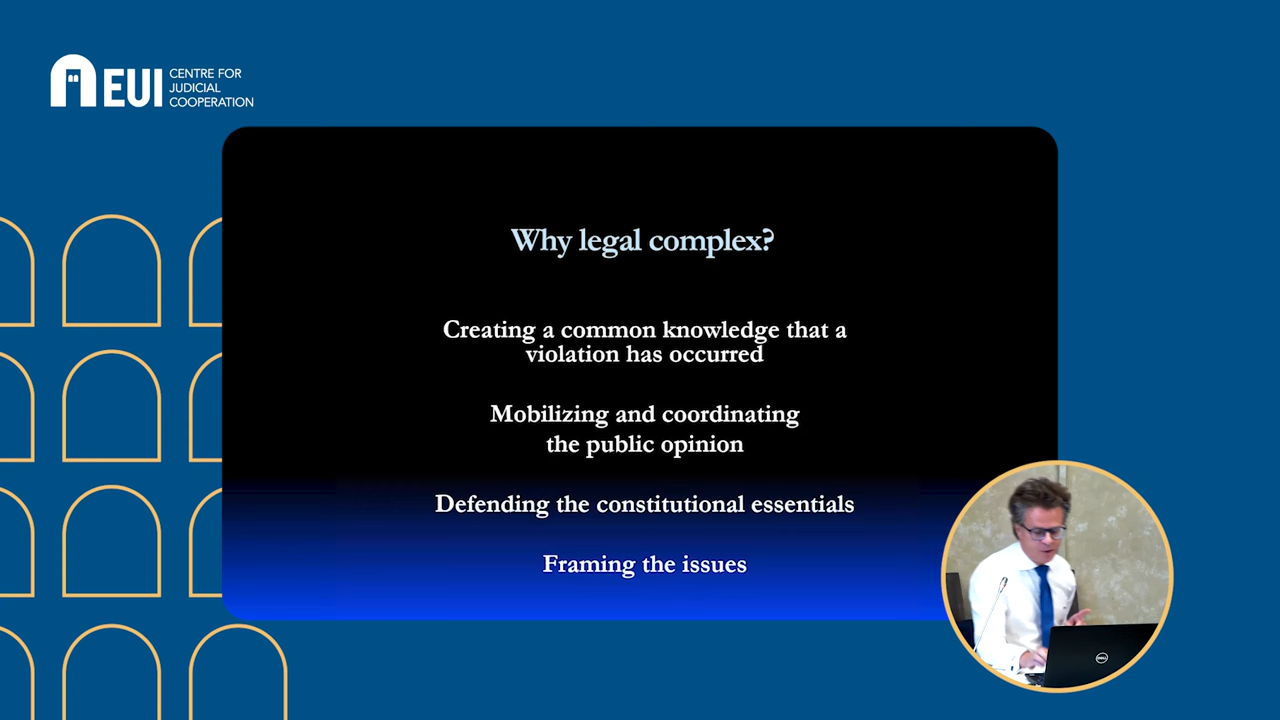 EUI
CENTRE FOR
JUDICIAL
COOPERATION
Why legal complex?
Creating a common knowledge that a
violation has occurred
Mobilizing and coordinating
the public opinion
Defending the constitutional essentials
Framing the issues
DELL